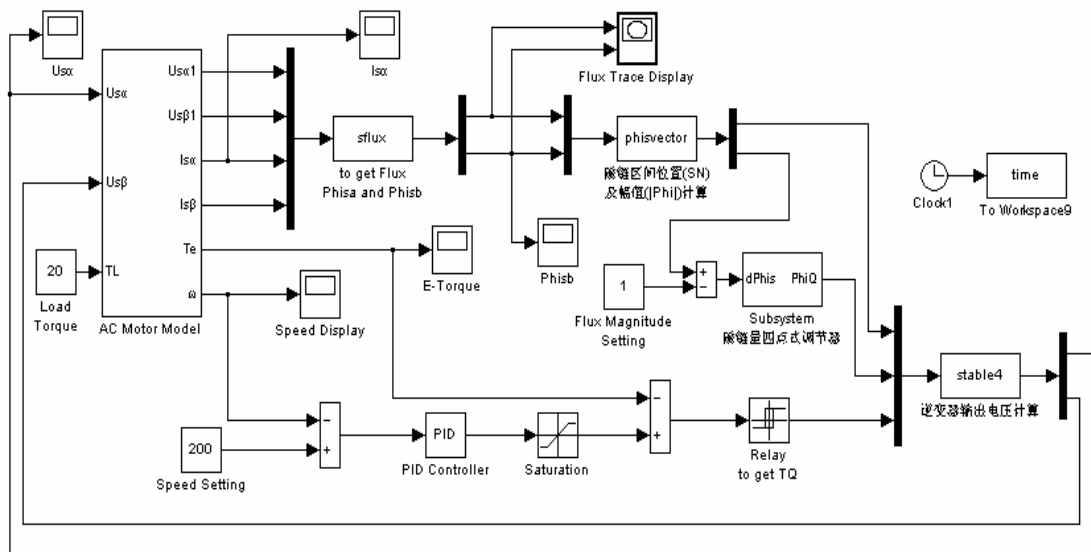 Usα
Isα
Flux Trace Display
Usα
Usβ
TL
Usα1
Usβ1
Isα
Isβ
Te
ω
AC Motor Model
20
Load
Torque
sflux
to get Flux
Phisa and Phisb
phisvector
磁链区间位置(SN)
及幅值(|Phi|)计算
Clock1
time
To Workspace9
E-Torque
Speed Display
Phisb
1
Flux Magnitude
Setting
+
−
dPhis
PhiQ
Subsystem
磁链量四点式调节器
stable4
逆变器输出电压计算
200
Speed Setting
−
+
PID
PID Controller
Saturation
−
+
Relay
to get TQ